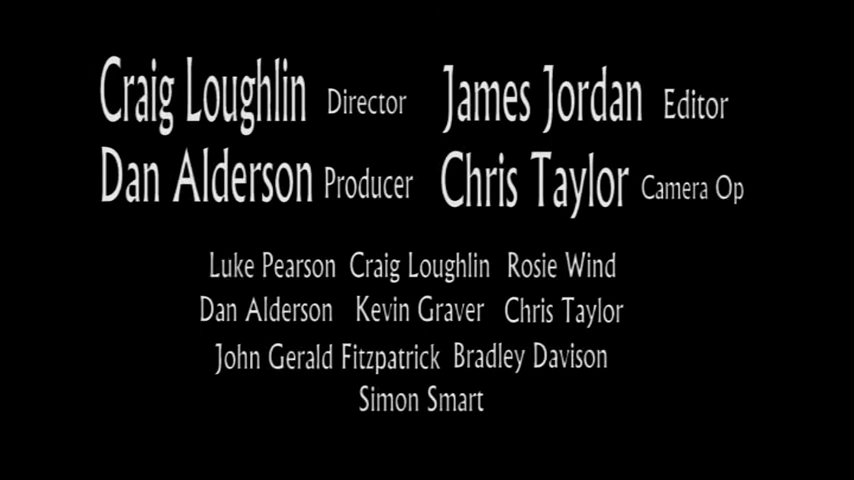 Craig Loughlin Director James Jordan Editor
Dan Alderson Producer Chris Taylor Camera Op
Luke Pearson Craig Loughlin Rosie Wind
Dan Alderson Kevin Graver Chris Taylor
John Gerald Fitzpatrick Bradley Davison
Simon Smart